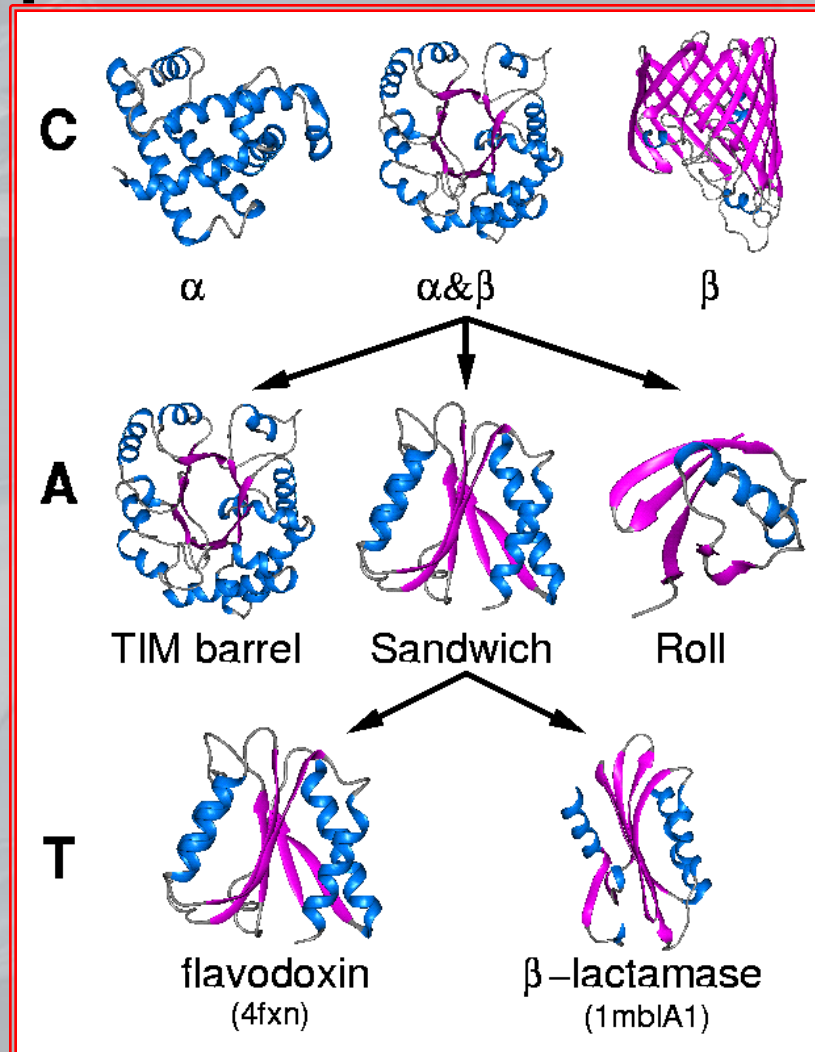 C
α α&β β
A
TIM barrel Sandwich Roll
T
flavodoxin β-lactamase
(4fxn) (1mblA1)